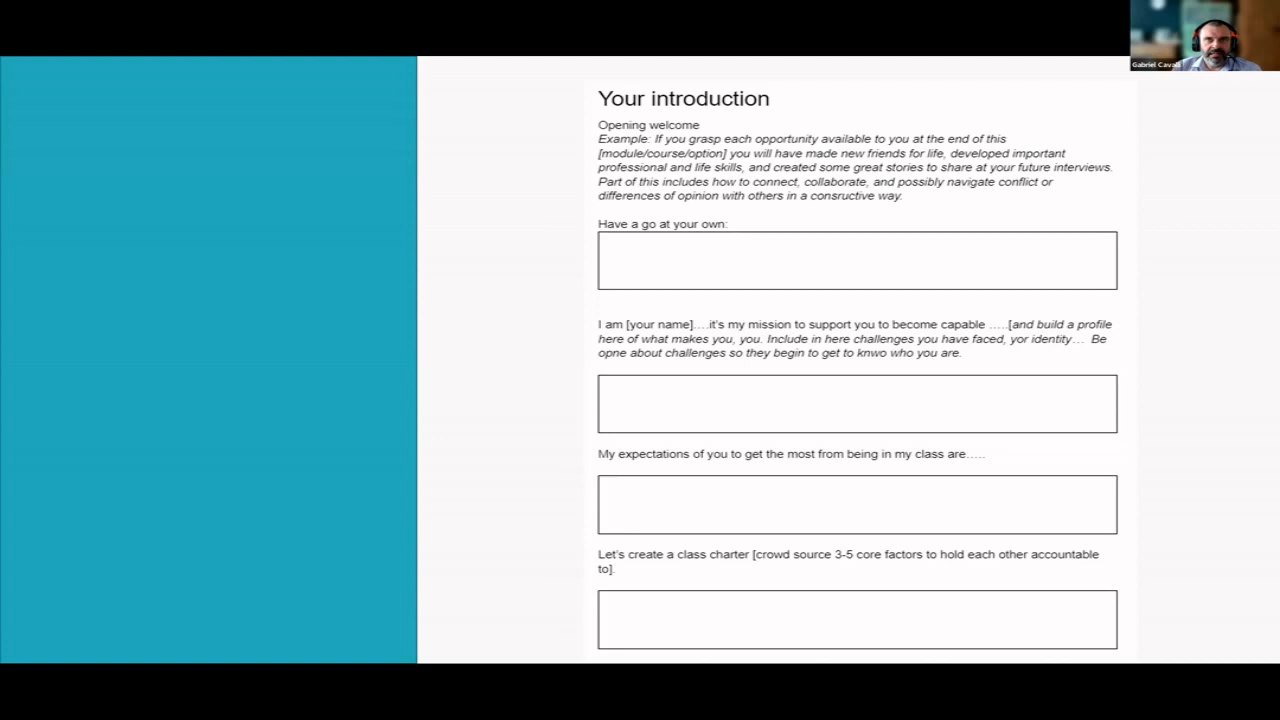 Gabriel Cavalli
Your introduction
Opening welcome
Example: If you grasp each opportunity available to you at the end of this
[module/course/option] you will have made new friends for life, developed important
professional and life skills, and created some great stories to share at your future interviews.
Part of this includes how to connect, collaborate, and possibly navigate conflict or
differences of opinion with others in a consructive way.
Have a go at your own:
I am [your name]....it's my mission to support you to become capable .....[and build a profile
here of what makes you, you. Include in here challenges you have faced, yor identity... Be
opne about challenges so they begin to get to knwo who you are.
My expectations of you to get the most from being in my class are.....
Let's create a class charter [crowd source 3-5 core factors to hold each other accountable
to].